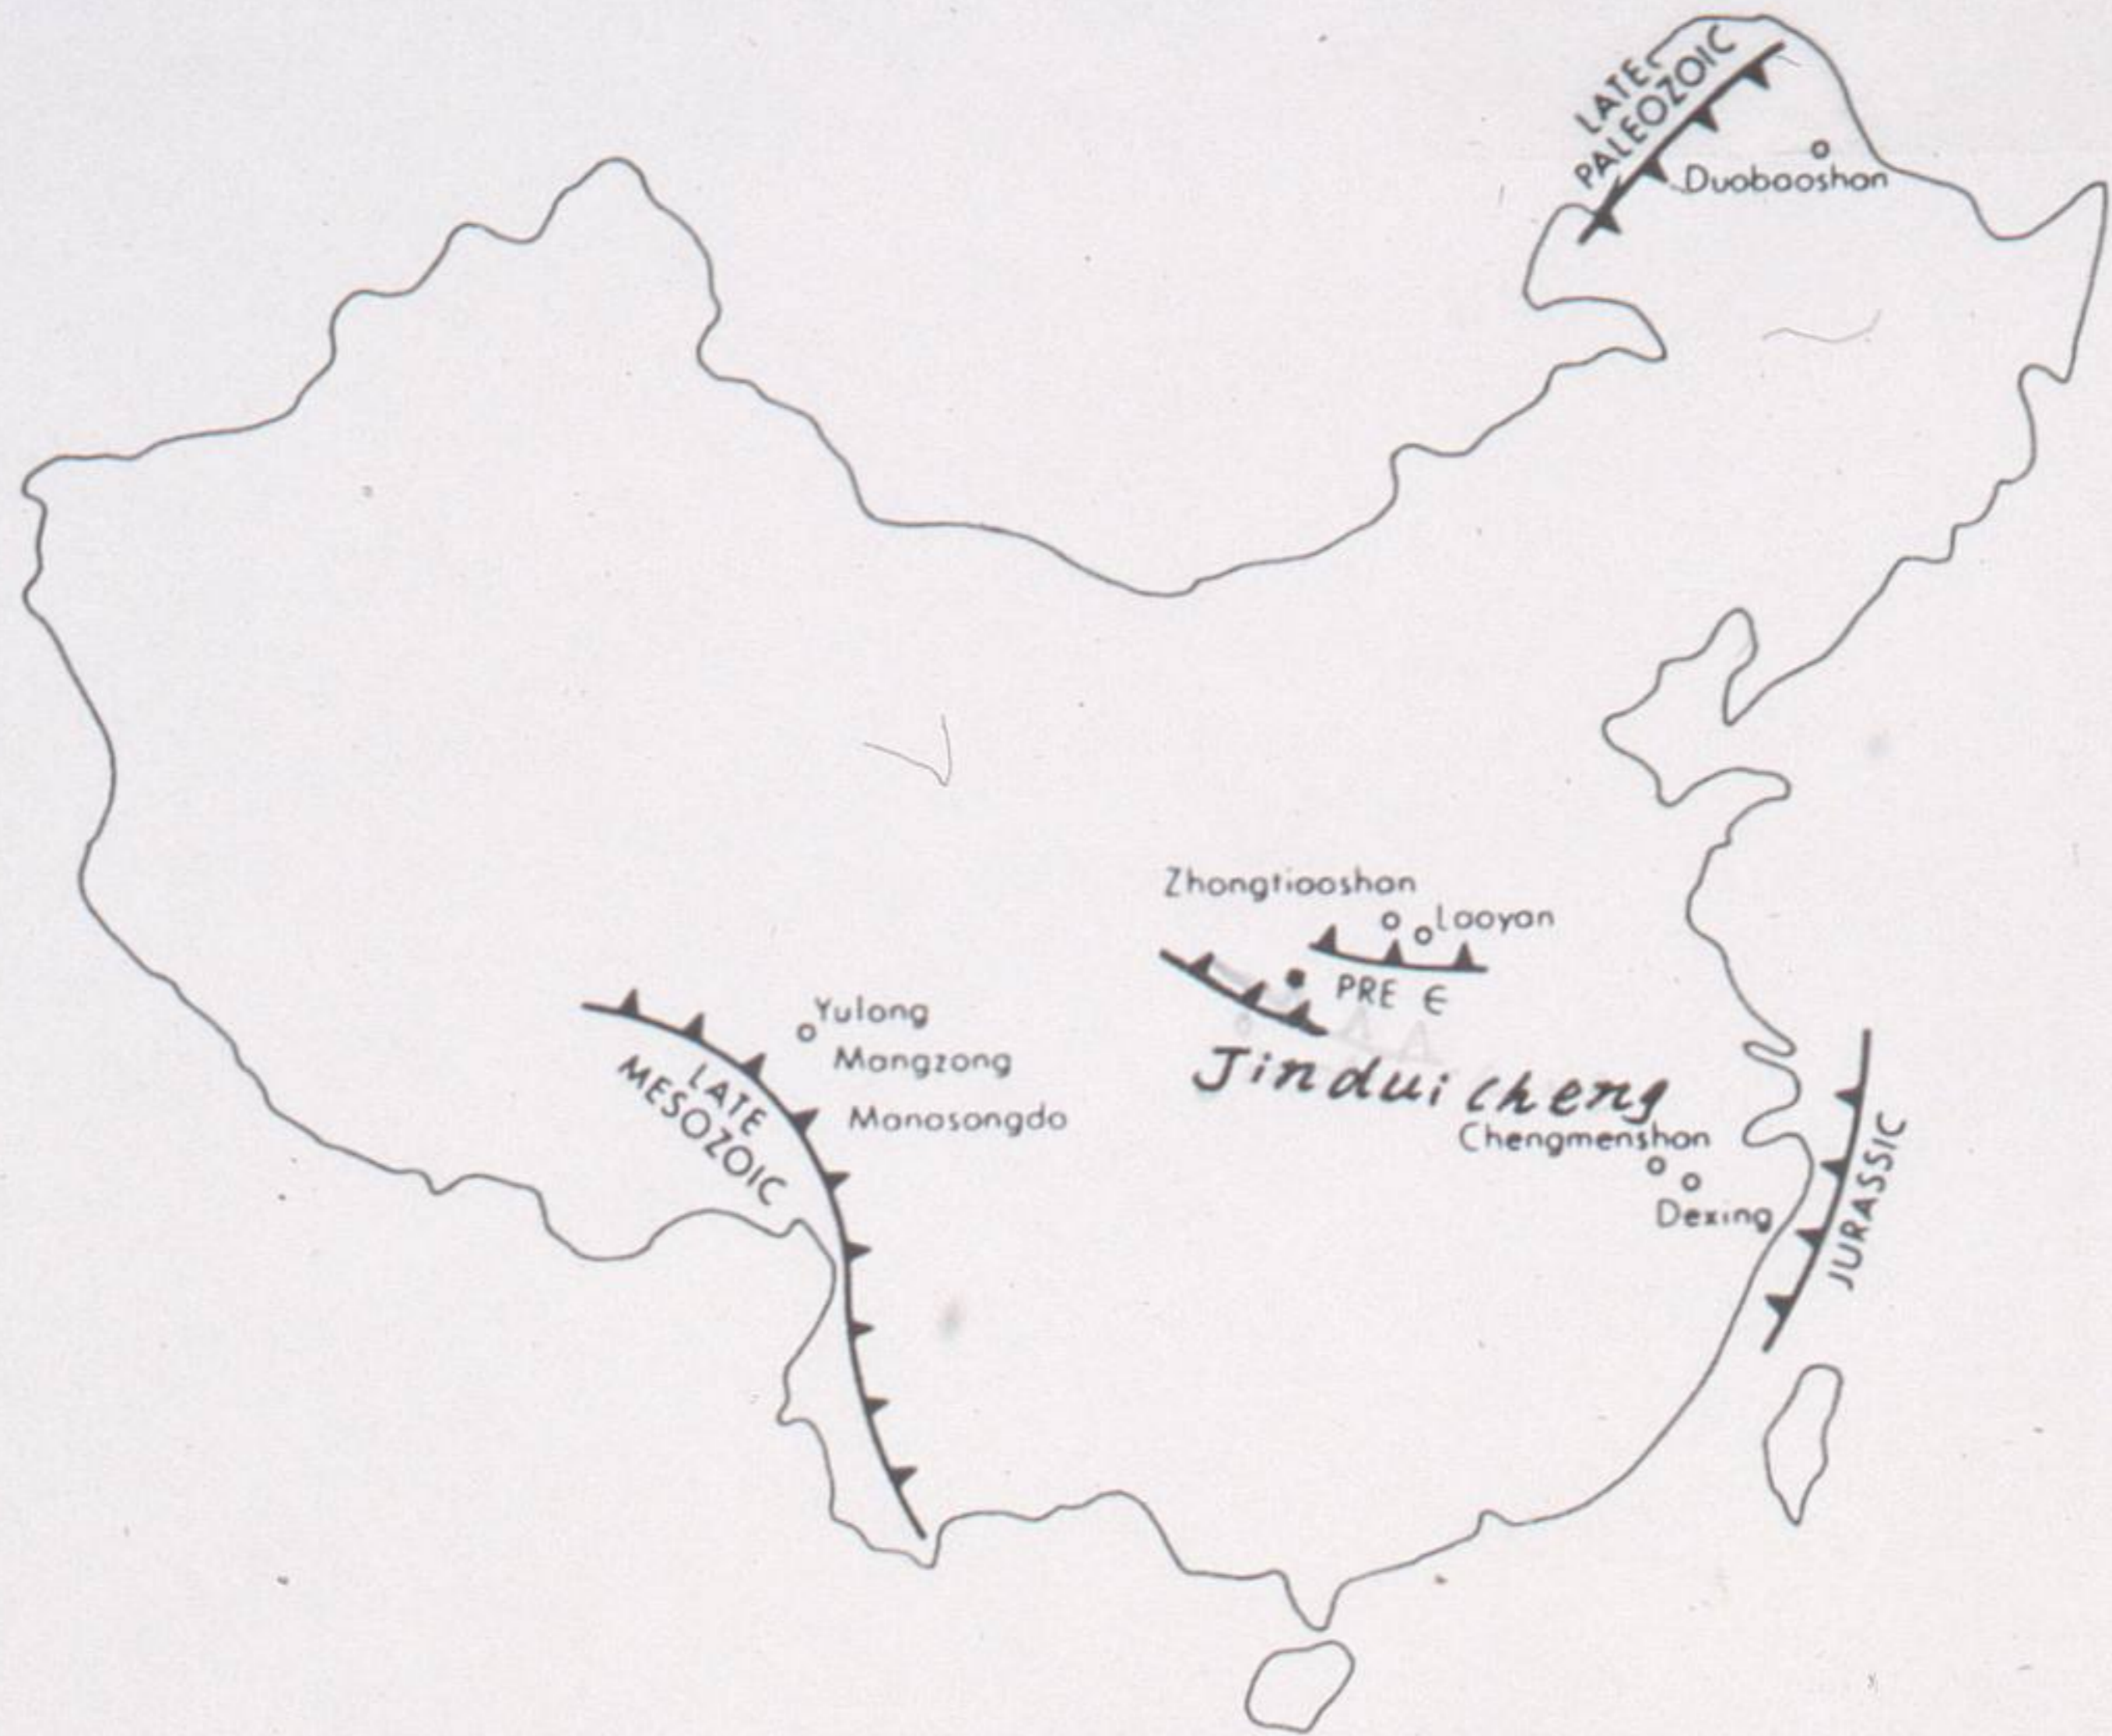 LATE
PALEOZOIC
Duobaoshan
Zhongtiaoshan
Laoyan
PRE Є
Yulong
Mangzong
Manasongdo
LATE
MESOZOIC
Jinduicheng
Chengmenshan
Dexing
JURASSIC